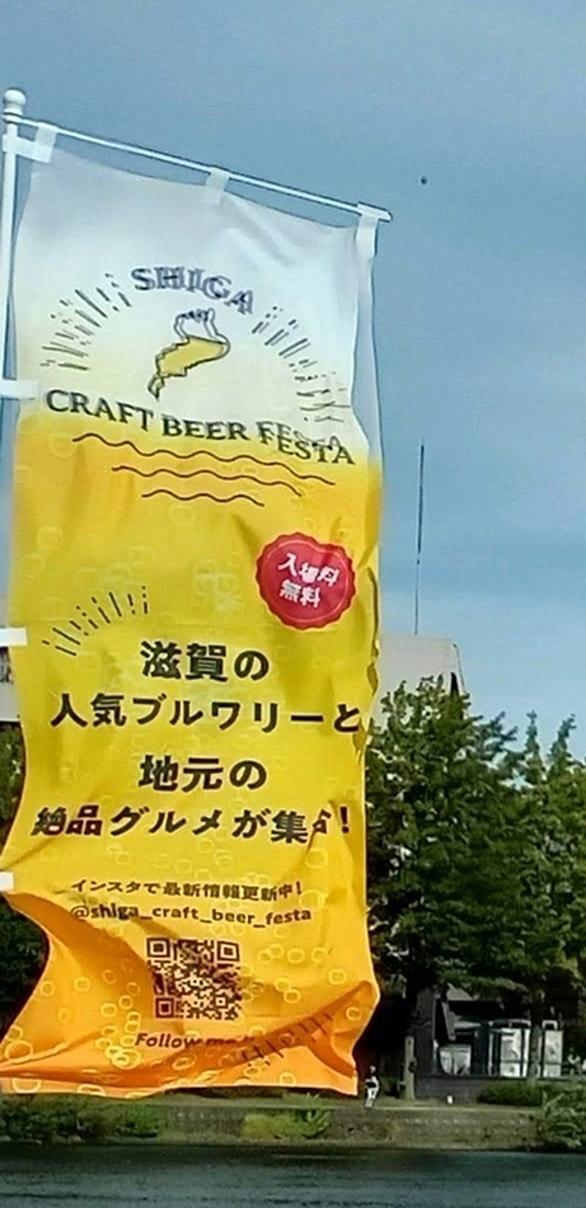 SHIGA
CRAFT BEER FESTA
入場料
無料
滋賀の
人気ブルワリーと
地元の
絶品グルメが集う!
インスタで最新情報更新中!
@shiga_craft_beer_festa
Follow me!!